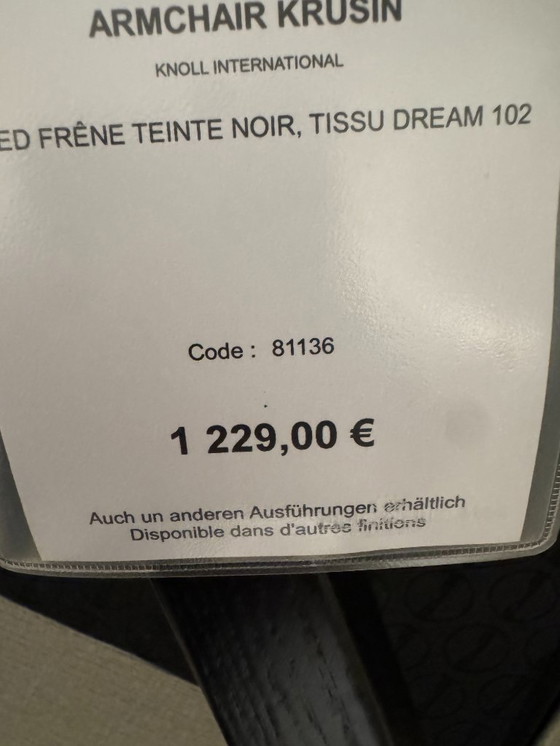 ARMCHAIR KRUSIN
KNOLL INTERNATIONAL
ED FRÊNE TEINTE NOIR, TISSU DREAM 102
Code : 81136
1 229,00 €
Auch un anderen Ausführungen erhältlich
Disponible dans d'autres finitions